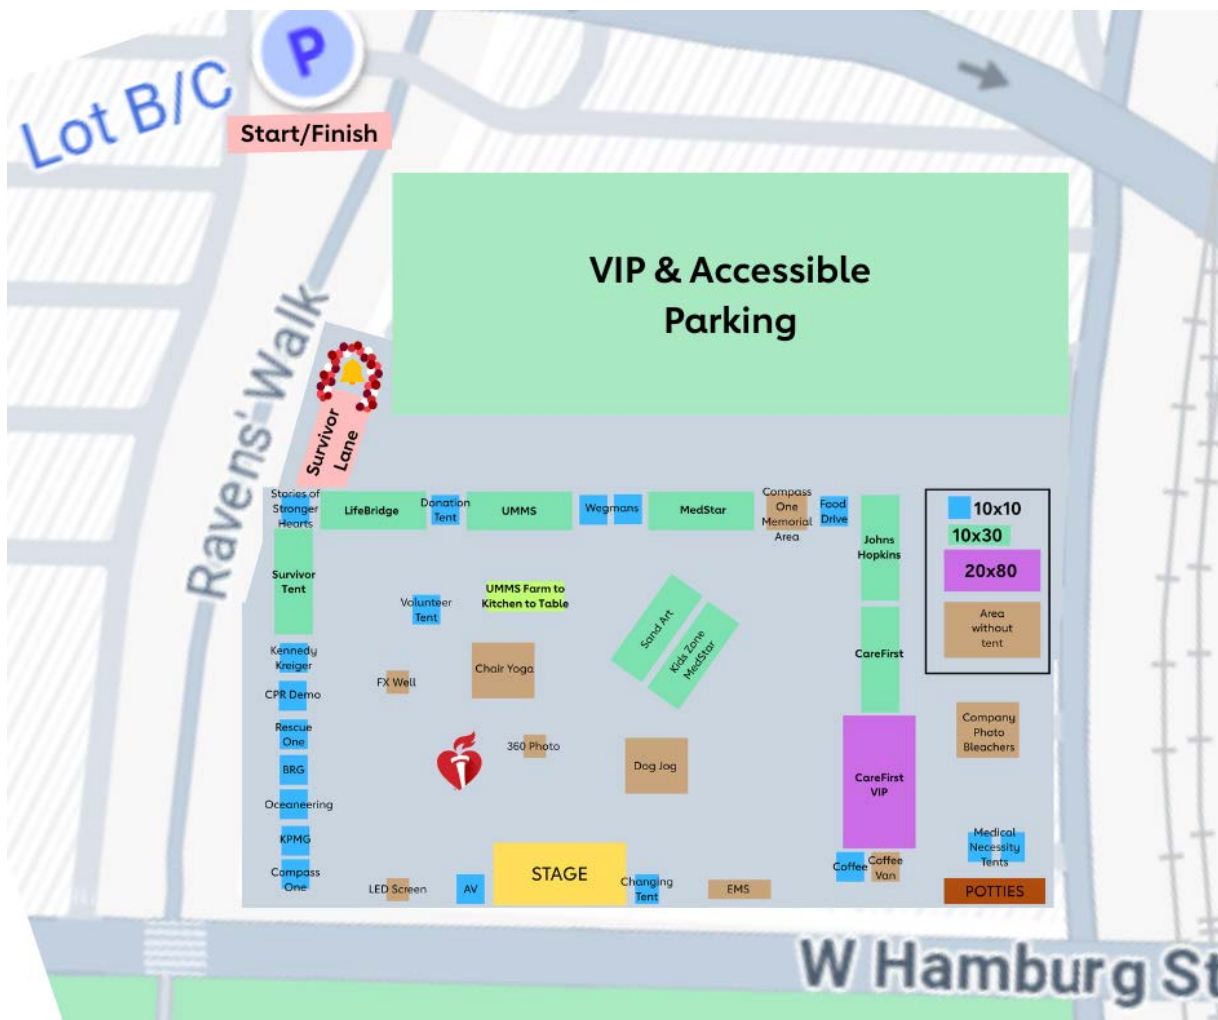 P
Lot B/C
Start/Finish
VIP & Accessible
Parking
Ravens' Walk
Survivor
Lane
Stories of
Stronger
Hearts
LifeBridge
Donation
Tent
UMMS
Wegmans
MedStar
Compass
One
Memorial
Area
Food
Drive
Johns
Hopkins
10x10
10x30
20x80
Area
without
tent
Survivor
Tent
Volunteer
Tent
UMMS Farm to
Kitchen to Table
Sand Art
Kids Zone
MedStar
CareFirst
Kennedy
Kreiger
Chair Yoga
FX Well
CPR Demo
Rescue
One
360 Photo
Company
Photo
Bleachers
BRG
Dog Jog
CareFirst
VIP
Oceaneering
KPMG
Medical
Necessity
Tents
Compass
One
LED Screen
AV
STAGE
Changing
Tent
EMS
Coffee
Coffee
Van
POTTIES
W Hamburg St